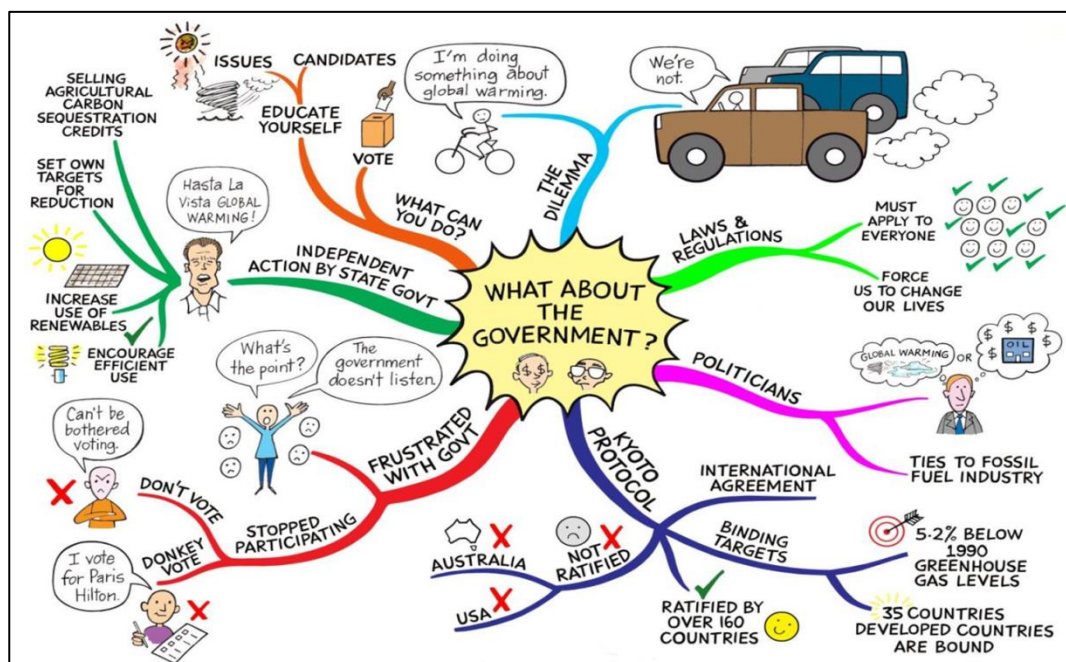 WHAT ABOUT
THE
GOVERNMENT?
THE
DILEMMA
I'm doing
something about
global warming.
We're
not.
LAWS &
REGULATIONS
MUST
APPLY TO
EVERYONE
FORCE
US TO CHANGE
OUR LIVES
POLITICIANS
GLOBAL WARMING
OR
$ $
$ $
OIL
TIES TO FOSSIL
FUEL INDUSTRY
KYOTO
PROTOCOL
INTERNATIONAL
AGREEMENT
BINDING
TARGETS
5.2% BELOW
1990
GREENHOUSE
GAS LEVELS
35 COUNTRIES
DEVELOPED COUNTRIES
ARE BOUND
RATIFIED BY
OVER 160
COUNTRIES
NOT
RATIFIED
AUSTRALIA
USA
FRUSTRATED
WITH GOVT
What's
the point?
The
government
doesn't listen.
STOPPED
PARTICIPATING
DON'T VOTE
Can't be
bothered
voting.
DONKEY
VOTE
I vote
for Paris
Hilton.
INDEPENDENT
ACTION BY STATE GOVT
Hasta La
Vista GLOBAL
WARMING!
SELLING
AGRICULTURAL
CARBON
SEQUESTRATION
CREDITS
SET OWN
TARGETS FOR
REDUCTION
INCREASE
USE OF
RENEWABLES
ENCOURAGE
EFFICIENT
USE
WHAT CAN
YOU DO?
EDUCATE
YOURSELF
ISSUES
CANDIDATES
VOTE